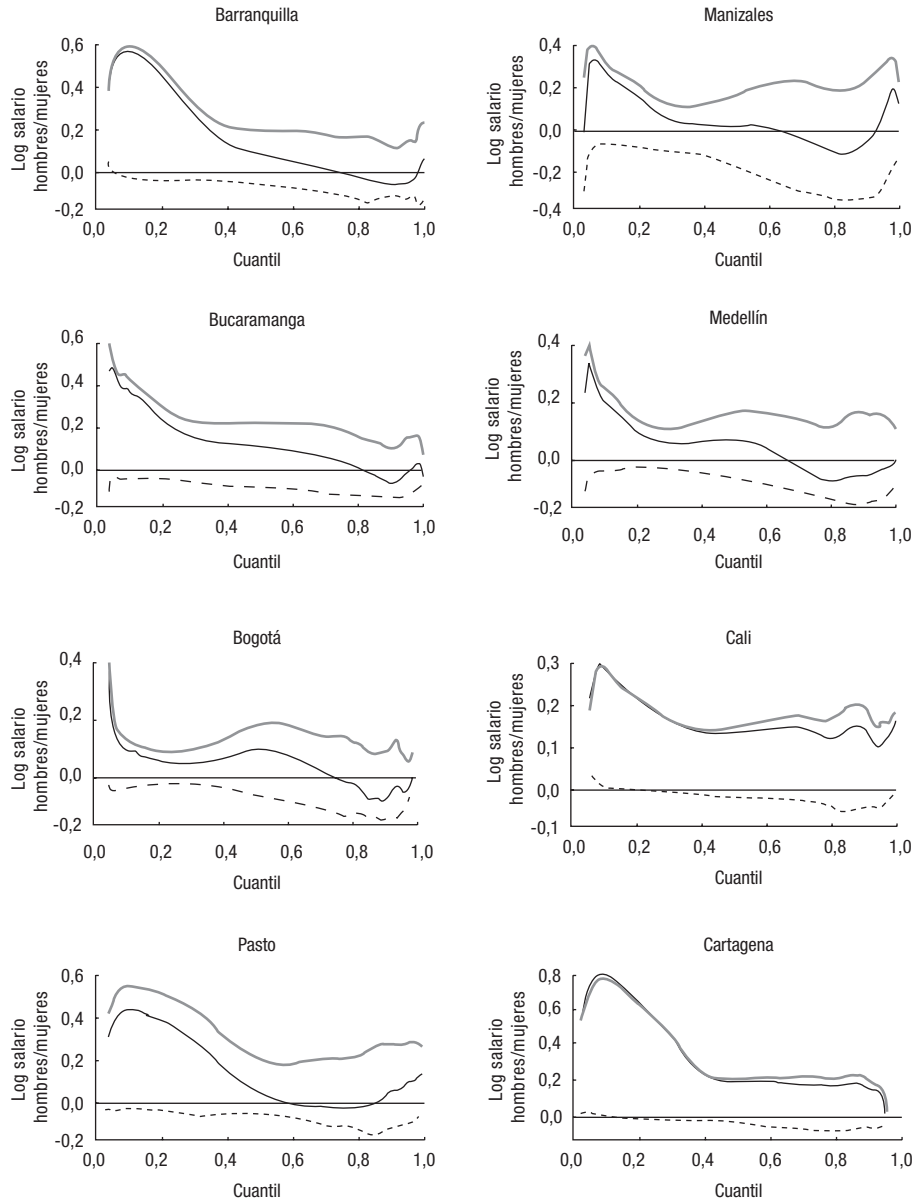 Barranquilla
Log salario
hombres/mujeres
0,6
0,4
0,2
0,0
-0,2
0,0 0,2 0,4 0,6 0,8 1,0
Cuantil
Manizales
Log salario
hombres/mujeres
0,4
0,2
0,0
-0,2
-0,4
0,0 0,2 0,4 0,6 0,8 1,0
Cuantil
Bucaramanga
Log salario
hombres/mujeres
0,6
0,4
0,2
0,0
-0,2
0,0 0,2 0,4 0,6 0,8 1,0
Cuantil
Medellín
Log salario
hombres/mujeres
0,4
0,2
0,0
-0,2
0,0 0,2 0,4 0,6 0,8 1,0
Cuantil
Bogotá
Log salario
hombres/mujeres
0,4
0,2
0,0
-0,2
0,0 0,2 0,4 0,6 0,8 1,0
Cuantil
Cali
Log salario
hombres/mujeres
0,3
0,2
0,1
0,0
-0,1
0,0 0,2 0,4 0,6 0,8 1,0
Cuantil
Pasto
Log salario
hombres/mujeres
0,6
0,4
0,2
0,0
-0,2
0,0 0,2 0,4 0,6 0,8 1,0
Cuantil
Cartagena
Log salario
hombres/mujeres
0,8
0,6
0,4
0,2
0,0
0,0 0,2 0,4 0,6 0,8 1,0
Cuantil